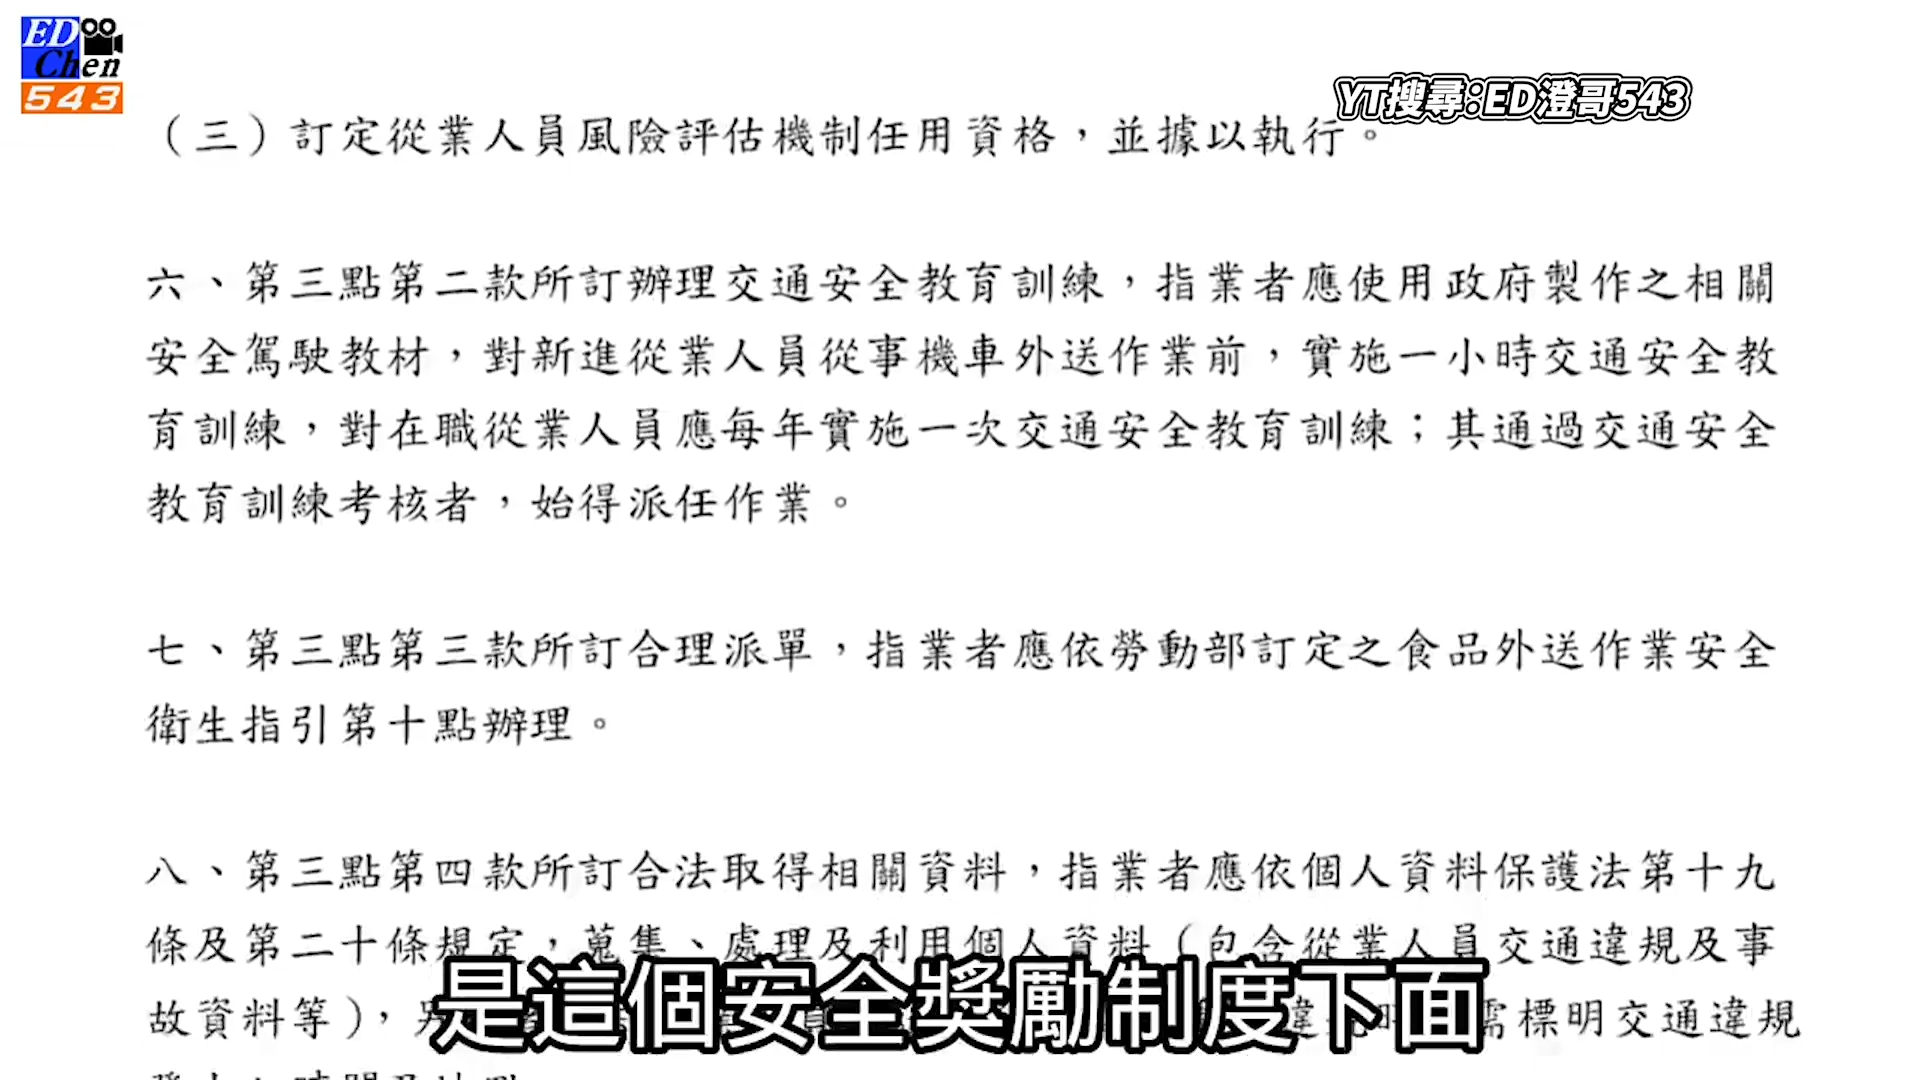 ED
Chen
543
YT搜尋:ED澄哥543
（三）訂定從業人員風險評估機制任用資格，並據以執行。
六、第三點第二款所訂辦理交通安全教育訓練，指業者應使用政府製作之相關
安全駕駛教材，對新進從業人員從事機車外送作業前，實施一小時交通安全教
育訓練，對在職從業人員應每年實施一次交通安全教育訓練；其通過交通安全
教育訓練考核者，始得派任作業。
七、第三點第三款所訂合理派單，指業者應依勞動部訂定之食品外送作業安全
衛生指引第十點辦理。
八、第三點第四款所訂合法取得相關資料，指業者應依個人資料保護法第十九
條及第二十條規定，蒐集、處理及利用個人資料（包含從業人員交通違規及事
故資料等），需標明交通違規
是這個安全獎勵制度下面